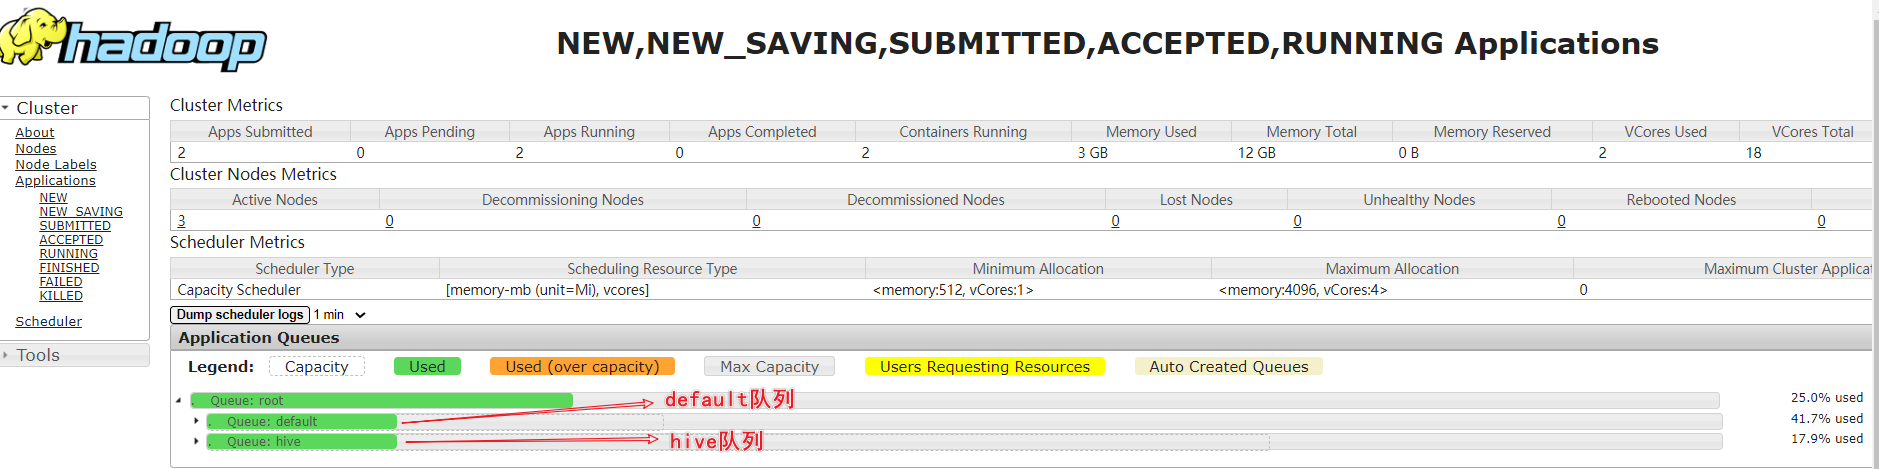 hadoop
NEW,NEW_SAVING,SUBMITTED,ACCEPTED,RUNNING Applications
Cluster
About
Nodes
Node Labels
Applications
NEW
NEW_SAVING
SUBMITTED
ACCEPTED
RUNNING
FINISHED
FAILED
KILLED
Scheduler
Tools
Cluster Metrics
Apps Submitted Apps Pending Apps Running Apps Completed Containers Running Memory Used Memory Total Memory Reserved VCores Used VCores Total
2 0 2 0 2 3 GB 12 GB 0 B 2 18
Cluster Nodes Metrics
Active Nodes Decommissioning Nodes Decommissioned Nodes Lost Nodes Unhealthy Nodes Rebooted Nodes
3 0 0 0 0 0 0
Scheduler Metrics
Scheduler Type Scheduling Resource Type Minimum Allocation Maximum Allocation Maximum Cluster Applicat
Capacity Scheduler [memory-mb (unit=Mi), vcores] <memory:512, vCores:1> <memory:4096, vCores:4> 0
Dump scheduler logs 1 min
Application Queues
Legend: Capacity Used Used (over capacity) Max Capacity Users Requesting Resources Auto Created Queues
. Queue: root default队列 25.0% used
. Queue: default 41.7% used
. Queue: hive hive队列 17.9% used